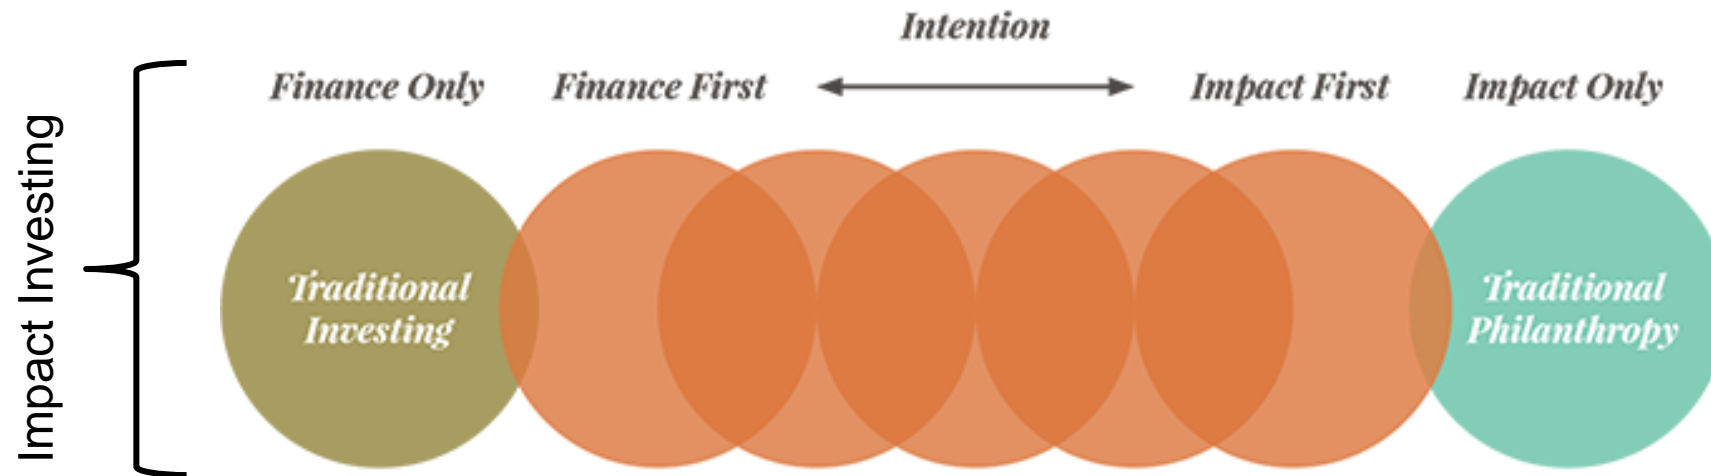 Impact Investing
Intention
Finance Only
Finance First
Impact First
Impact Only
Traditional
Investing
Traditional
Philanthropy